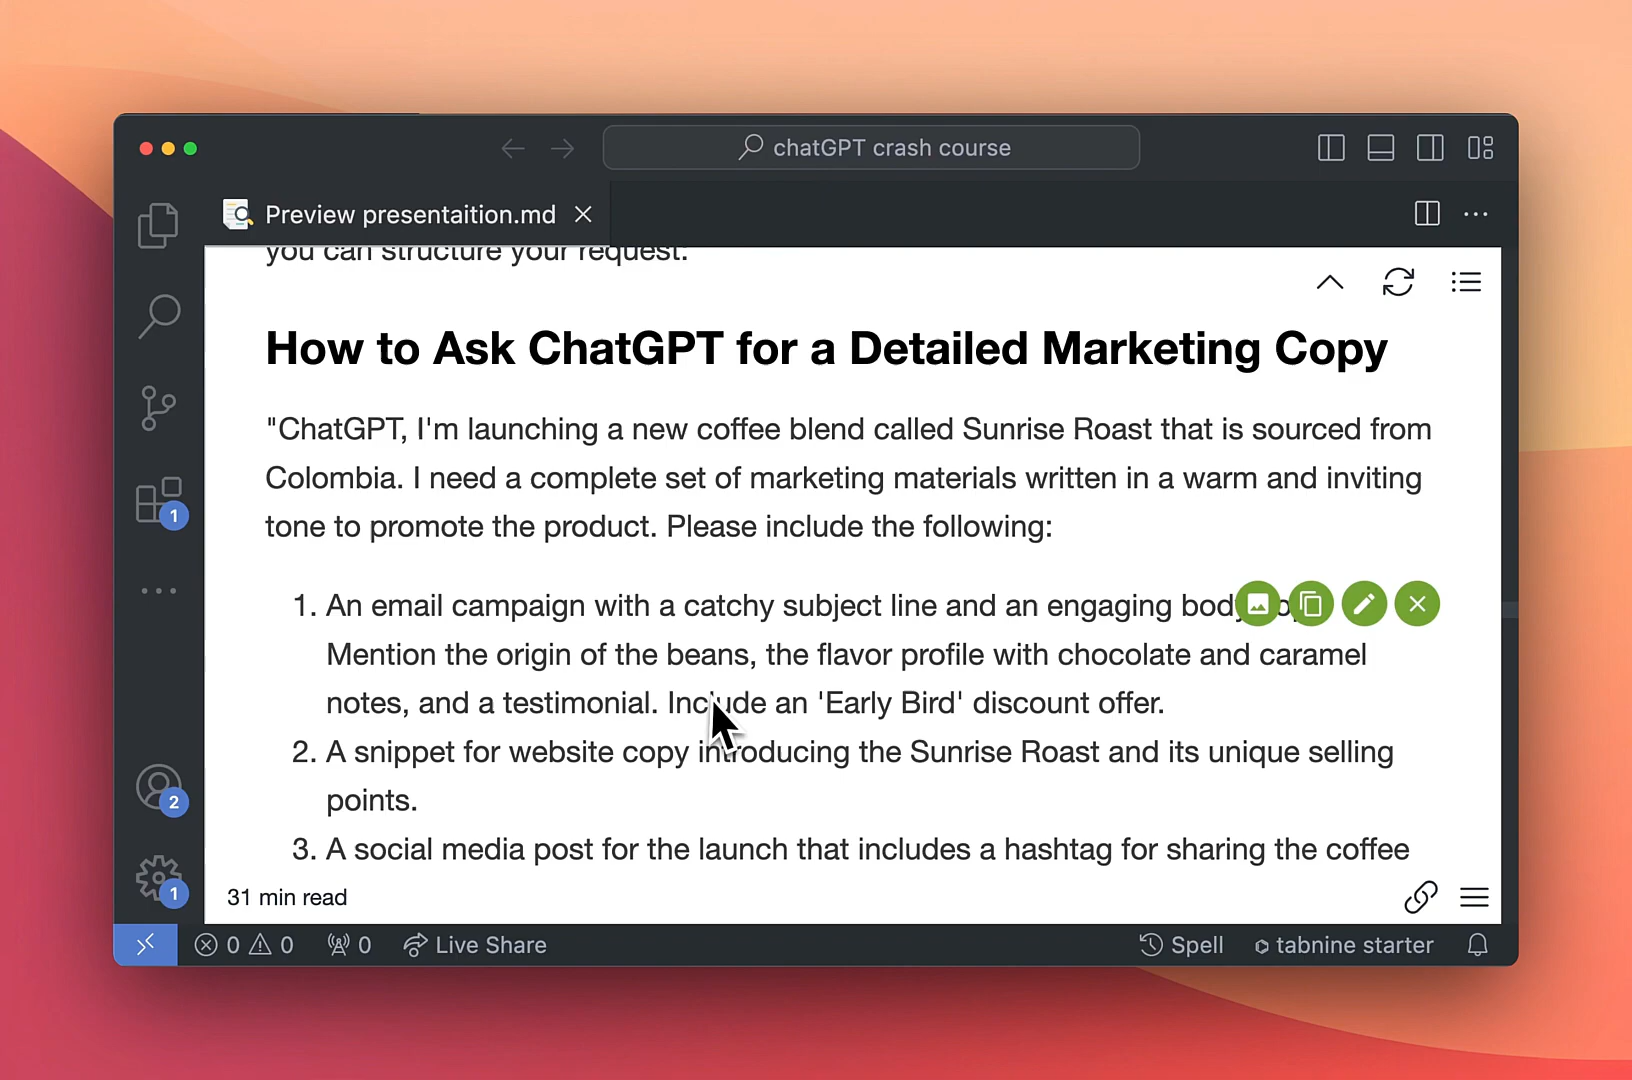 chatGPT crash course
Preview presentaition.md
you can structure your request:
How to Ask ChatGPT for a Detailed Marketing Copy
"ChatGPT, I'm launching a new coffee blend called Sunrise Roast that is sourced from
Colombia. I need a complete set of marketing materials written in a warm and inviting
tone to promote the product. Please include the following:
1. An email campaign with a catchy subject line and an engaging body
Mention the origin of the beans, the flavor profile with chocolate and caramel
notes, and a testimonial. Include an 'Early Bird' discount offer.
2. A snippet for website copy introducing the Sunrise Roast and its unique selling
points.
3. A social media post for the launch that includes a hashtag for sharing the coffee
31 min read
1
2
1
0 0 0 Live Share Spell tabnine starter